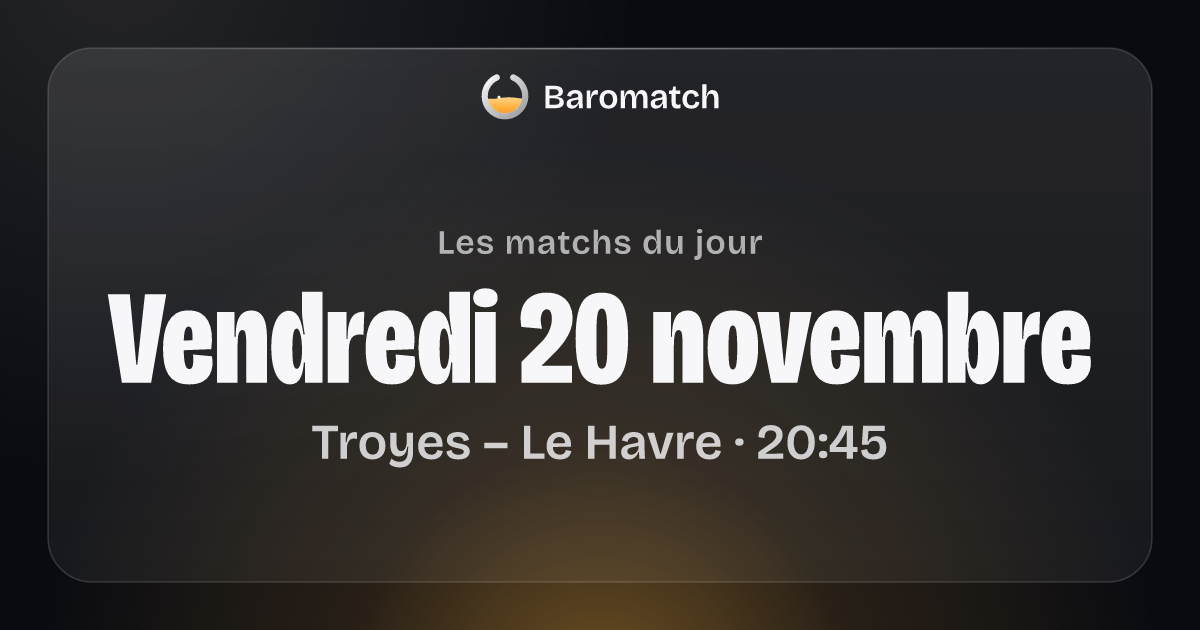 Baromatch
Les matchs du jour
Vendredi 20 novembre
Troyes – Le Havre · 20:45